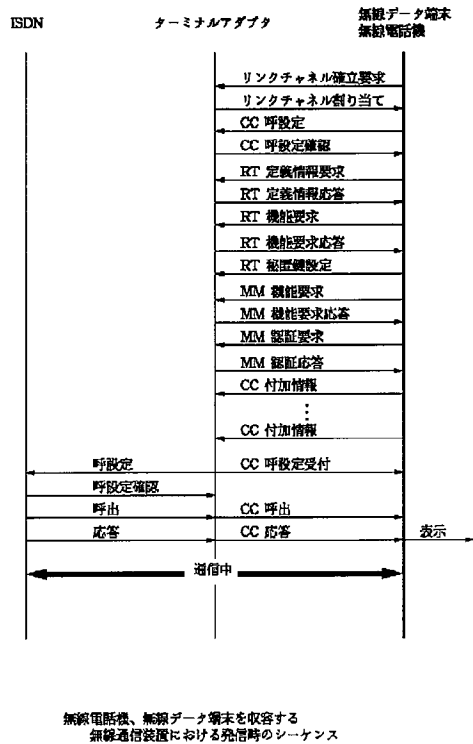 ISDN
ターミナルアダプタ
無線データ端末
無線電話機
リンクチャネル確立要求
リンクチャネル割り当て
CC 呼設定
CC 呼設定確認
RT 定義情報要求
RT 定義情報応答
RT 機能要求
RT 機能要求応答
RT 秘匿鍵設定
MM 機能要求
MM 機能要求応答
MM 認証要求
MM 認証応答
CC 付加情報
CC 付加情報
呼設定 CC 呼設定受付
呼設定確認
呼出 CC 呼出
応答 CC 応答 表示
通信中
無線電話機、無線データ端末を収容する
無線通信装置における発信時のシーケンス